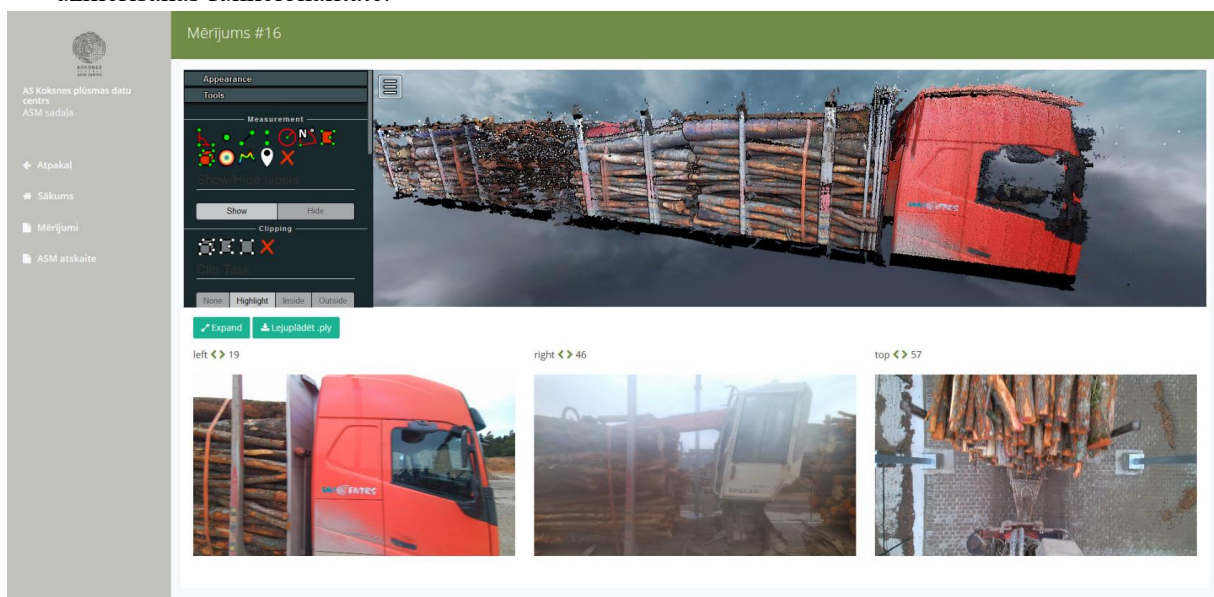 Mērījums #16
KOKSNES
AS Koksnes plūsmas datu
centrs
ASM sadaļa
Atpakaļ
Sākums
Mērījumi
ASM atskaite
Appearance
Tools
Measurement
N°
Show/Hide labels
Show Hide
Clipping
Clip Task
None Highlight Inside Outside
Expand Lejuplādēt .ply
left < > 19 right < > 46 top < > 57
CENTRS